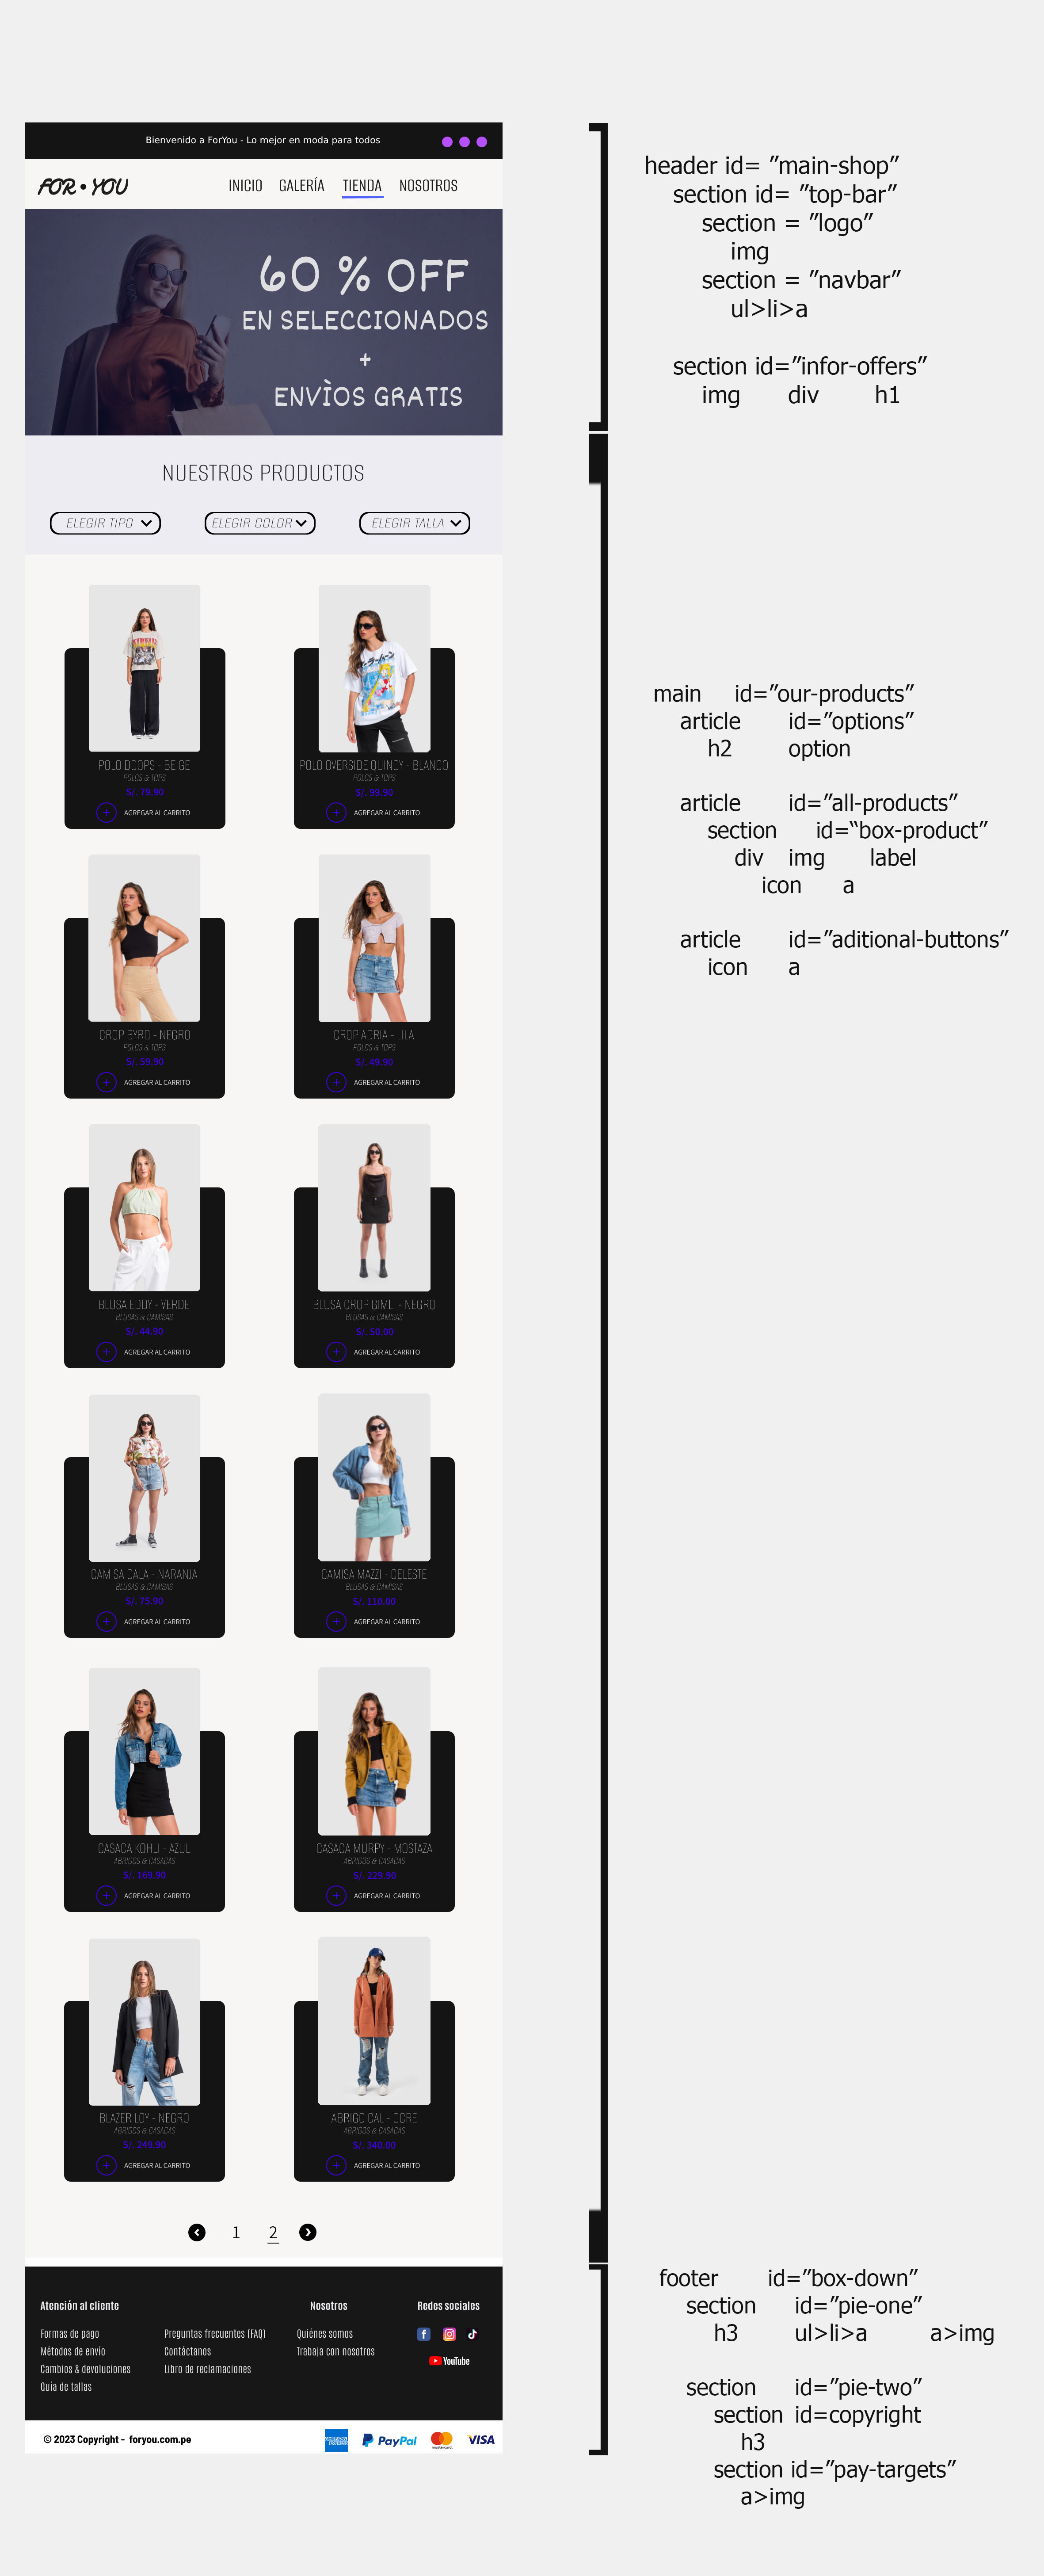 Bienvenido a ForYou - Lo mejor en moda para todos
FOR • YOU
INICIO GALERÍA TIENDA NOSOTROS
60 % OFF
EN SELECCIONADOS
+
ENVÌOS GRATIS
NUESTROS PRODUCTOS
ELEGIR TIPO ELEGIR COLOR ELEGIR TALLA
POLO DOOPS - BEIGE
POLOS & TOPS
S/. 79.90
AGREGAR AL CARRITO
POLO OVERSIDE QUINCY - BLANCO
POLOS & TOPS
S/. 99.90
AGREGAR AL CARRITO
CROP BYRD - NEGRO
POLOS & TOPS
S/. 59.90
AGREGAR AL CARRITO
CROP ADRIA - LILA
POLOS & TOPS
S/. 49.90
AGREGAR AL CARRITO
BLUSA EDDY - VERDE
BLUSAS & CAMISAS
S/. 44.90
AGREGAR AL CARRITO
BLUSA CROP GIMLI - NEGRO
BLUSAS & CAMISAS
S/. 50.00
AGREGAR AL CARRITO
CAMISA CALA - NARANJA
BLUSAS & CAMISAS
S/. 75.90
AGREGAR AL CARRITO
CAMISA MAZZI - CELESTE
BLUSAS & CAMISAS
S/. 110.00
AGREGAR AL CARRITO
CASACA KOHLI - AZUL
ABRIGOS & CASACAS
S/. 169.90
AGREGAR AL CARRITO
CASACA MURPY - MOSTAZA
ABRIGOS & CASACAS
S/. 229.90
AGREGAR AL CARRITO
BLAZER LOY - NEGRO
ABRIGOS & CASACAS
S/. 249.90
AGREGAR AL CARRITO
ABRIGO CAL - OCRE
ABRIGOS & CASACAS
S/. 340.00
AGREGAR AL CARRITO
1 2
Atención al cliente
Formas de pago
Métodos de envío
Cambios & devoluciones
Guia de tallas
Preguntas frecuentes (FAQ)
Contáctanos
Libro de reclamaciones
Nosotros
Quiénes somos
Trabaja con nosotros
Redes sociales
YouTube
© 2023 Copyright - foryou.com.pe
AMERICAN EXPRESS
PayPal
mastercard
VISA
header id= ”main-shop”
section id= ”top-bar”
section = ”logo”
img
section = ”navbar”
ul>li>a
section id=”infor-offers”
img div h1
main id=”our-products”
article id=”options”
h2 option
article id=”all-products”
section id=“box-product”
div img label
icon a
article id=”aditional-buttons”
icon a
footer id=”box-down”
section id=”pie-one”
h3 ul>li>a a>img
section id=”pie-two”
section id=copyright
h3
section id=”pay-targets”
a>img